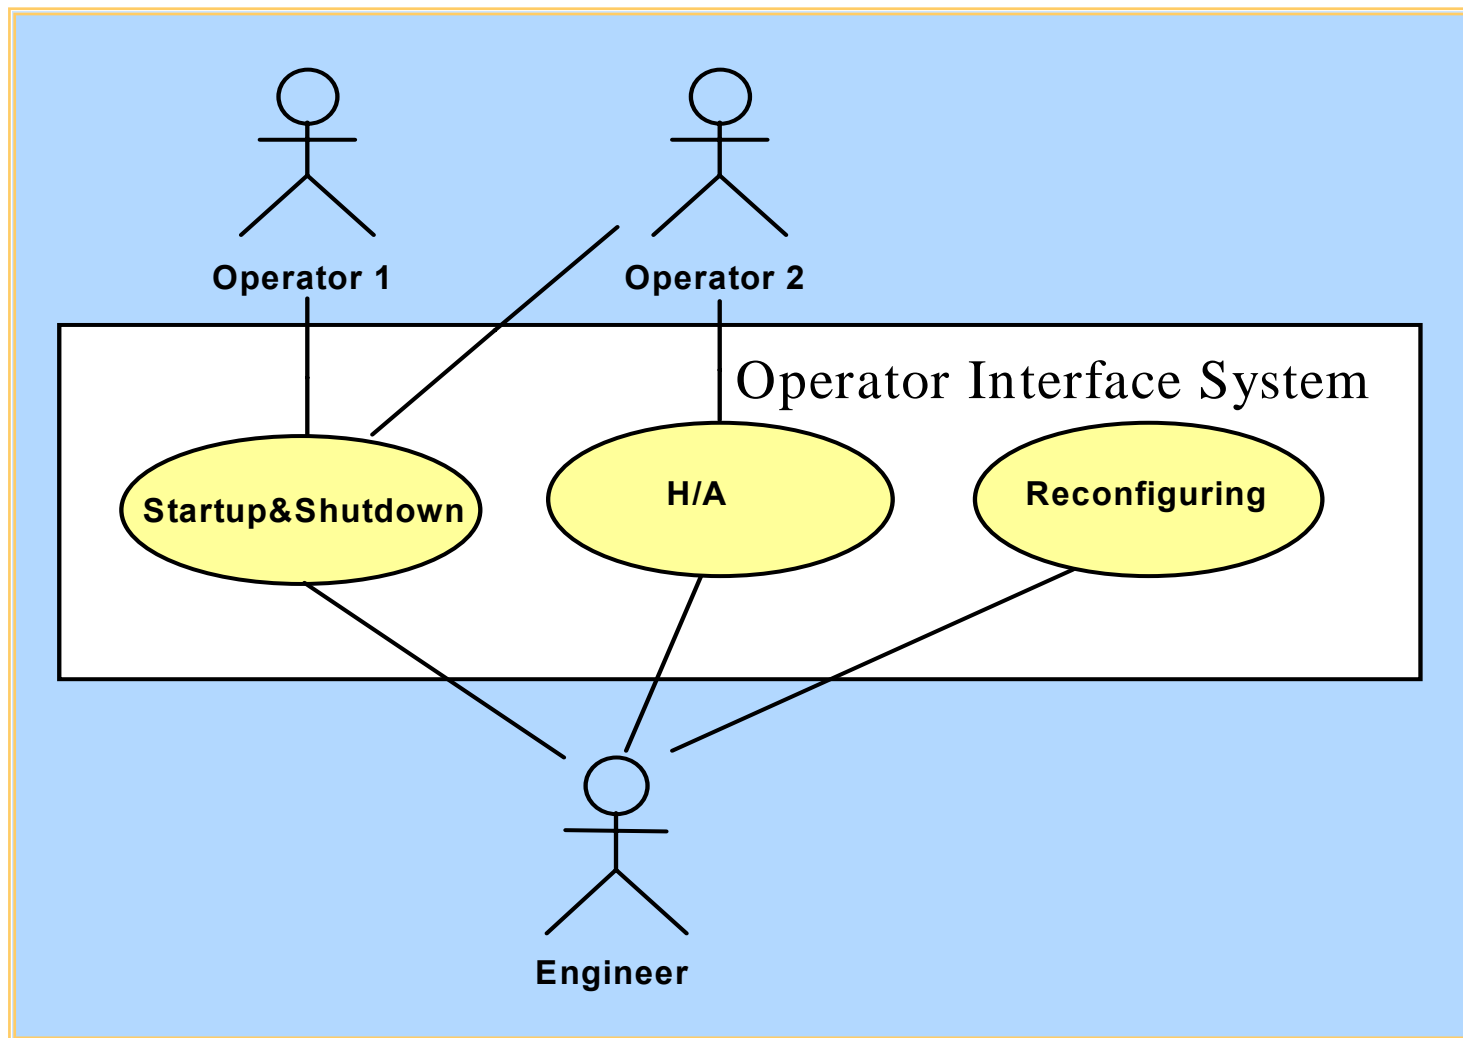 Operator 1
Operator 2
Operator Interface System
Startup&Shutdown
H/A
Reconfiguring
Engineer